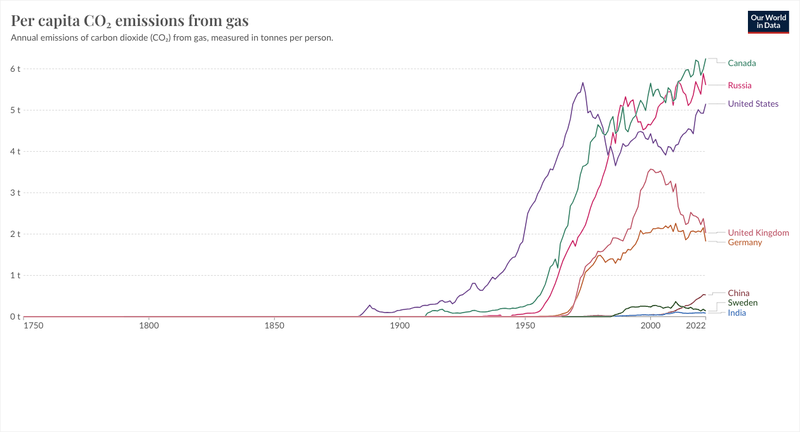 Per capita CO₂ emissions from gas
Annual emissions of carbon dioxide (CO₂) from gas, measured in tonnes per person.
Our World
in Data
6 t
5 t
4 t
3 t
2 t
1 t
0 t
1750
1800
1850
1900
1950
2000
2022
Canada
Russia
United States
United Kingdom
Germany
China
Sweden
India